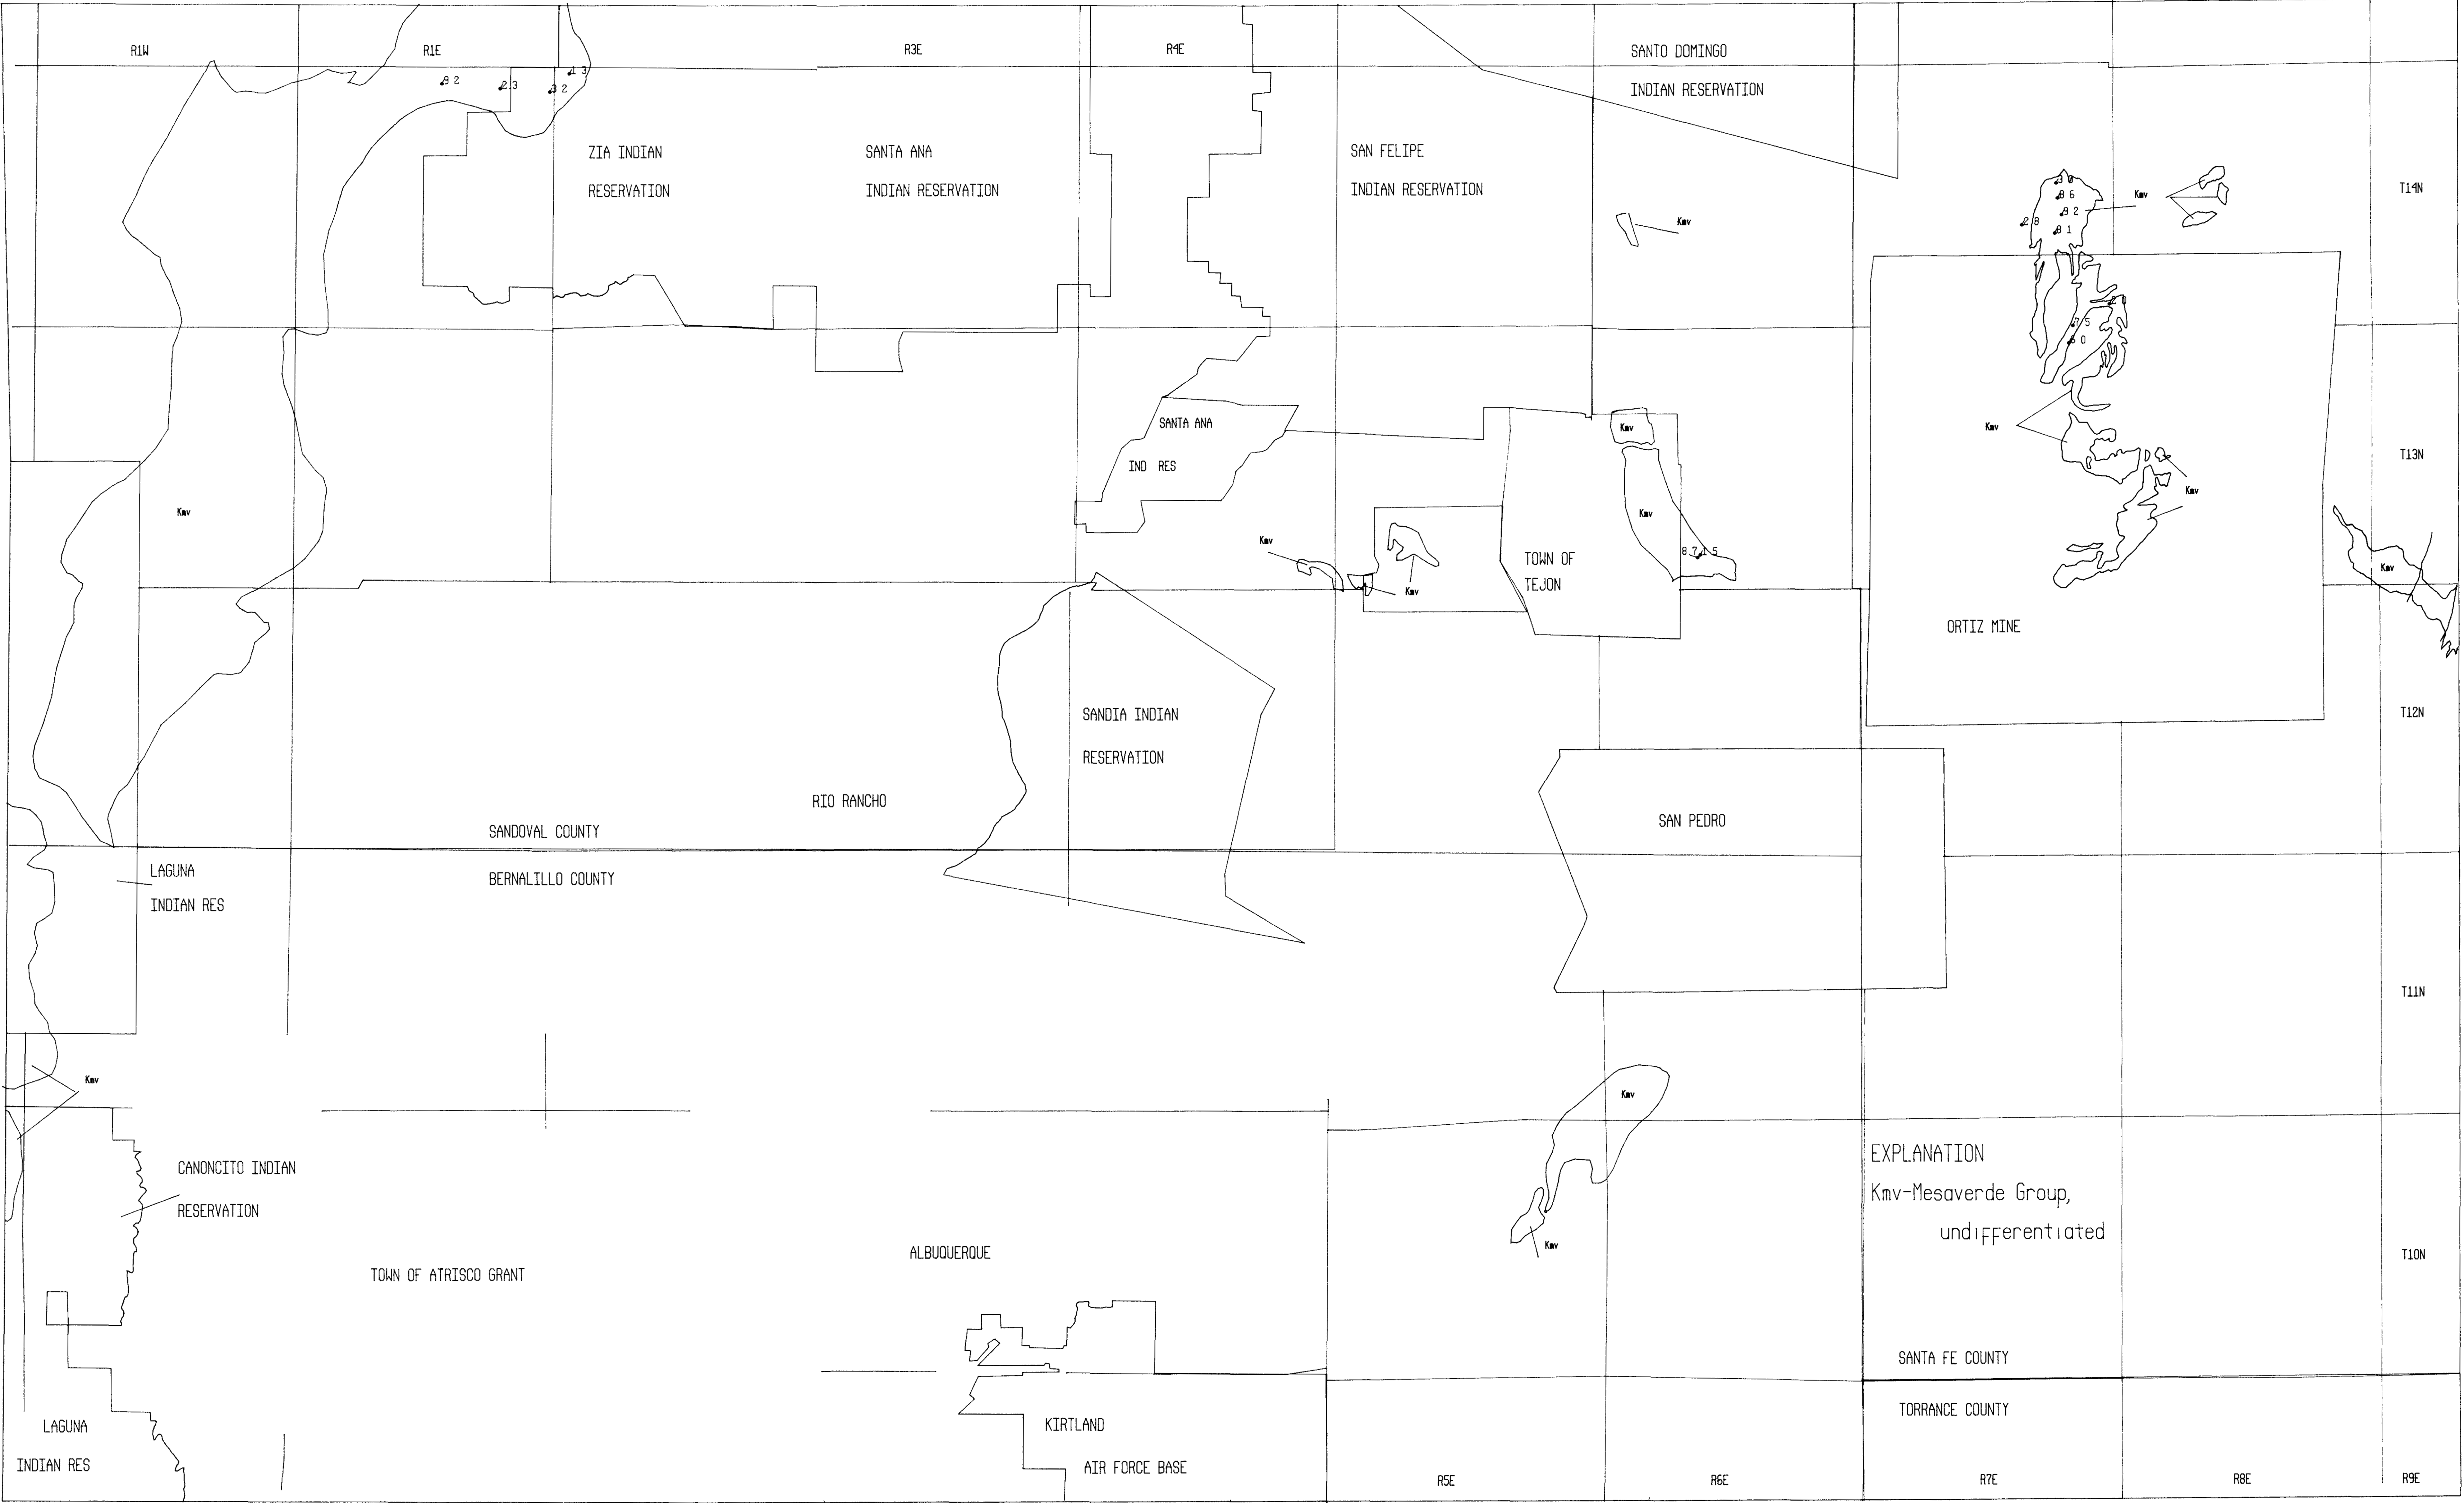 R1W
R1E
R3E
R4E
SANTO DOMINGO
INDIAN RESERVATION
ZIA INDIAN
RESERVATION
SANTA ANA
INDIAN RESERVATION
SAN FELIPE
INDIAN RESERVATION
T14N
Kmv
Kmv
SANTA ANA
IND RES
Kmv
Kmv
T13N
Kmv
Kmv
Kmv
Kmv
8.7
1.5
TOWN OF
TEJON
Kmv
Kmv
ORTIZ MINE
SANDIA INDIAN
RESERVATION
T12N
RIO RANCHO
SAN PEDRO
SANDOVAL COUNTY
BERNALILLO COUNTY
LAGUNA
INDIAN RES
T11N
Kmv
Kmv
CANONCITO INDIAN
RESERVATION
EXPLANATION
Kmv-Mesaverde Group,
undifferentiated
Kmv
ALBUQUERQUE
T10N
TOWN OF ATRISCO GRANT
SANTA FE COUNTY
TORRANCE COUNTY
LAGUNA
INDIAN RES
KIRTLAND
AIR FORCE BASE
R5E
R6E
R7E
R8E
R9E